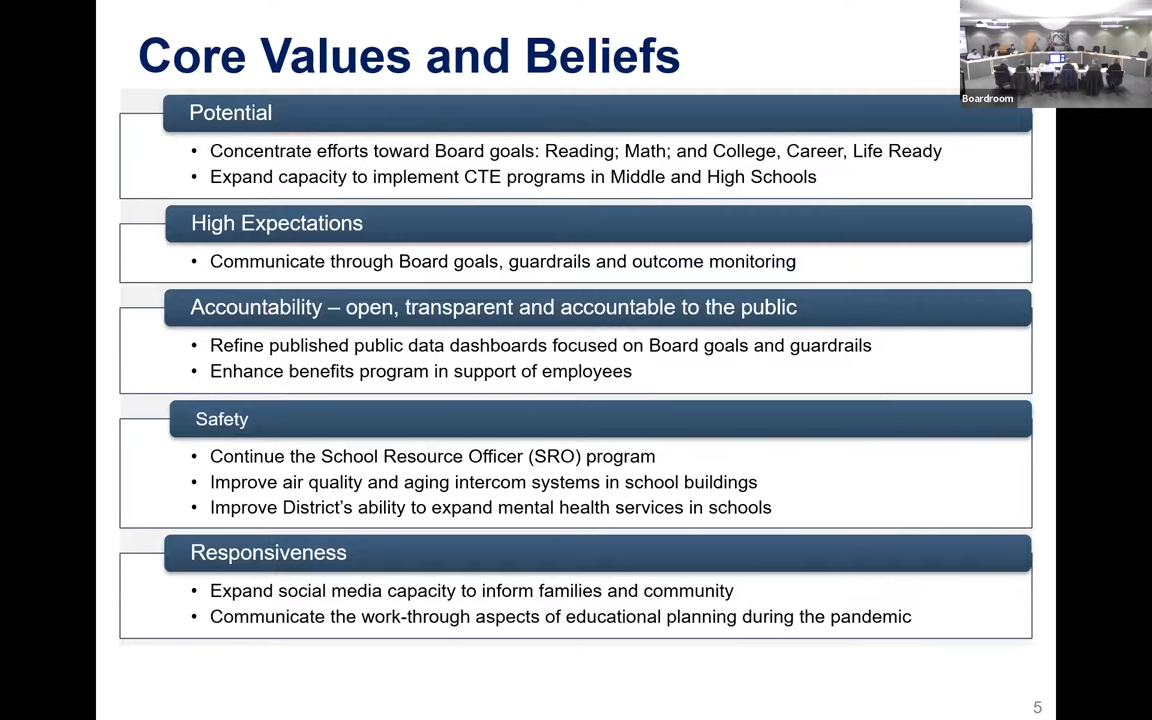 Core Values and Beliefs
Boardroom
Potential
• Concentrate efforts toward Board goals: Reading; Math; and College, Career, Life Ready
• Expand capacity to implement CTE programs in Middle and High Schools
High Expectations
• Communicate through Board goals, guardrails and outcome monitoring
Accountability – open, transparent and accountable to the public
• Refine published public data dashboards focused on Board goals and guardrails
• Enhance benefits program in support of employees
Safety
• Continue the School Resource Officer (SRO) program
• Improve air quality and aging intercom systems in school buildings
• Improve District's ability to expand mental health services in schools
Responsiveness
• Expand social media capacity to inform families and community
• Communicate the work-through aspects of educational planning during the pandemic
5